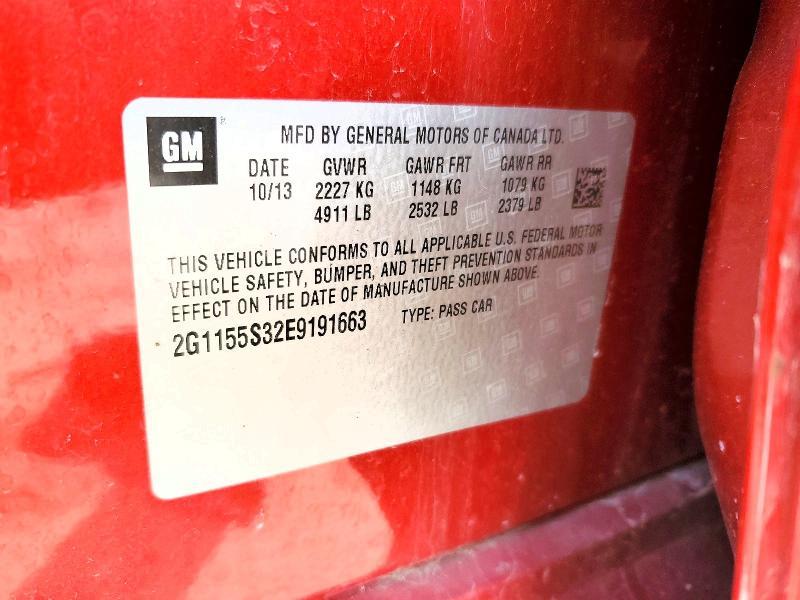 GM
MFD BY GENERAL MOTORS OF CANADA LTD.
DATE GVWR GAWR FRT GAWR RR
10/13 2227 KG 1148 KG 1079 KG
4911 LB 2532 LB 2379 LB
THIS VEHICLE CONFORMS TO ALL APPLICABLE U.S. FEDERAL MOTOR
VEHICLE SAFETY, BUMPER, AND THEFT PREVENTION STANDARDS IN
EFFECT ON THE DATE OF MANUFACTURE SHOWN ABOVE.
2G1155S32E9191663 TYPE: PASS CAR